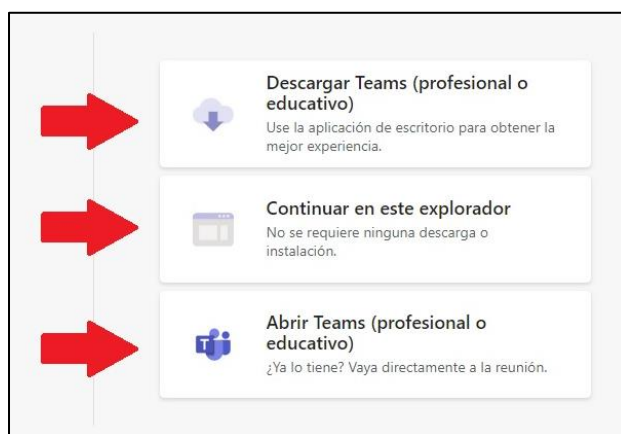 Descargar Teams (profesional o
educativo)
Use la aplicación de escritorio para obtener la
mejor experiencia.
Continuar en este explorador
No se requiere ninguna descarga o
instalación.
Abrir Teams (profesional o
educativo)
¿Ya lo tiene? Vaya directamente a la reunión.